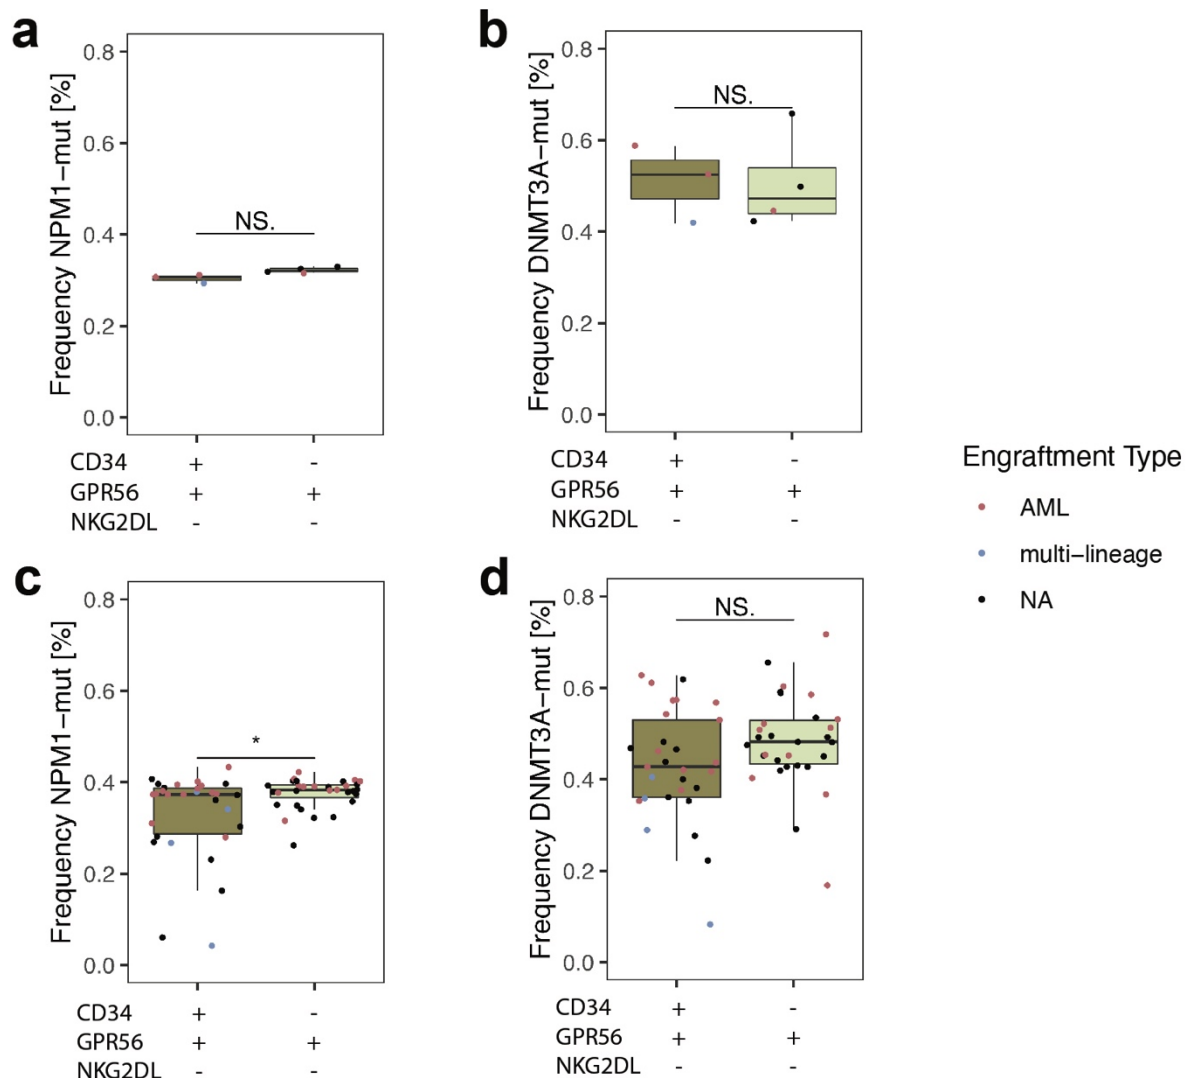 a
Frequency NPM1-mut [%]
0.8
0.6
0.4
0.2
0.0
NS.
CD34 + -
GPR56 + +
NKG2DL - -
b
Frequency DNMT3A-mut [%]
0.8
0.6
0.4
0.2
0.0
NS.
CD34 + -
GPR56 + +
NKG2DL - -
Engraftment Type
AML
multi-lineage
NA
c
Frequency NPM1-mut [%]
0.8
0.6
0.4
0.2
0.0
*
CD34 + -
GPR56 + +
NKG2DL - -
d
Frequency DNMT3A-mut [%]
0.8
0.6
0.4
0.2
0.0
NS.
CD34 + -
GPR56 + +
NKG2DL - -